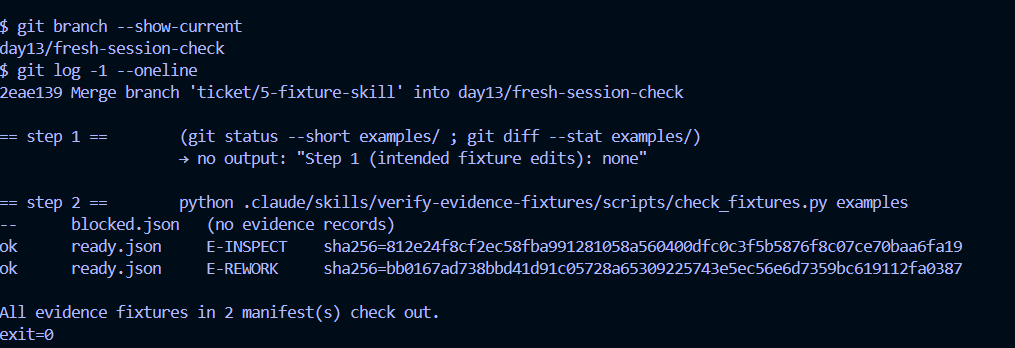 $ git branch --show-current
day13/fresh-session-check
$ git log -1 --oneline
2eae139 Merge branch 'ticket/5-fixture-skill' into day13/fresh-session-check
== step 1 == (git status --short examples/ ; git diff --stat examples/)
→ no output: "Step 1 (intended fixture edits): none"
== step 2 == python .claude/skills/verify-evidence-fixtures/scripts/check_fixtures.py examples
-- blocked.json (no evidence records)
ok ready.json E-INSPECT sha256=812e24f8cf2ec58fba991281058a560400dfc0c3f5b5876f8c07ce70baa6fa19
ok ready.json E-REWORK sha256=bb0167ad738bbd41d91c05728a65309225743e5ec56e6d7359bc619112fa0387
All evidence fixtures in 2 manifest(s) check out.
exit=0